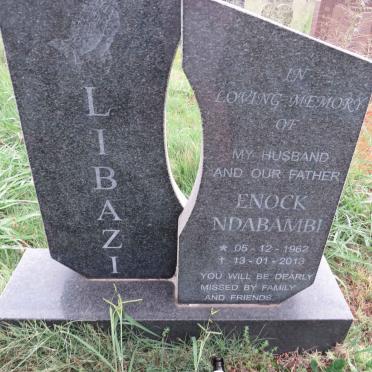 LIBAZI
IN
LOVING MEMORY
OF
MY HUSBAND
AND OUR FATHER
ENOCK
NDABAMBI
★ 05-12-1962
✝ 13-01-2013
YOU WILL BE DEARLY
MISSED BY FAMILY
AND FRIENDS.